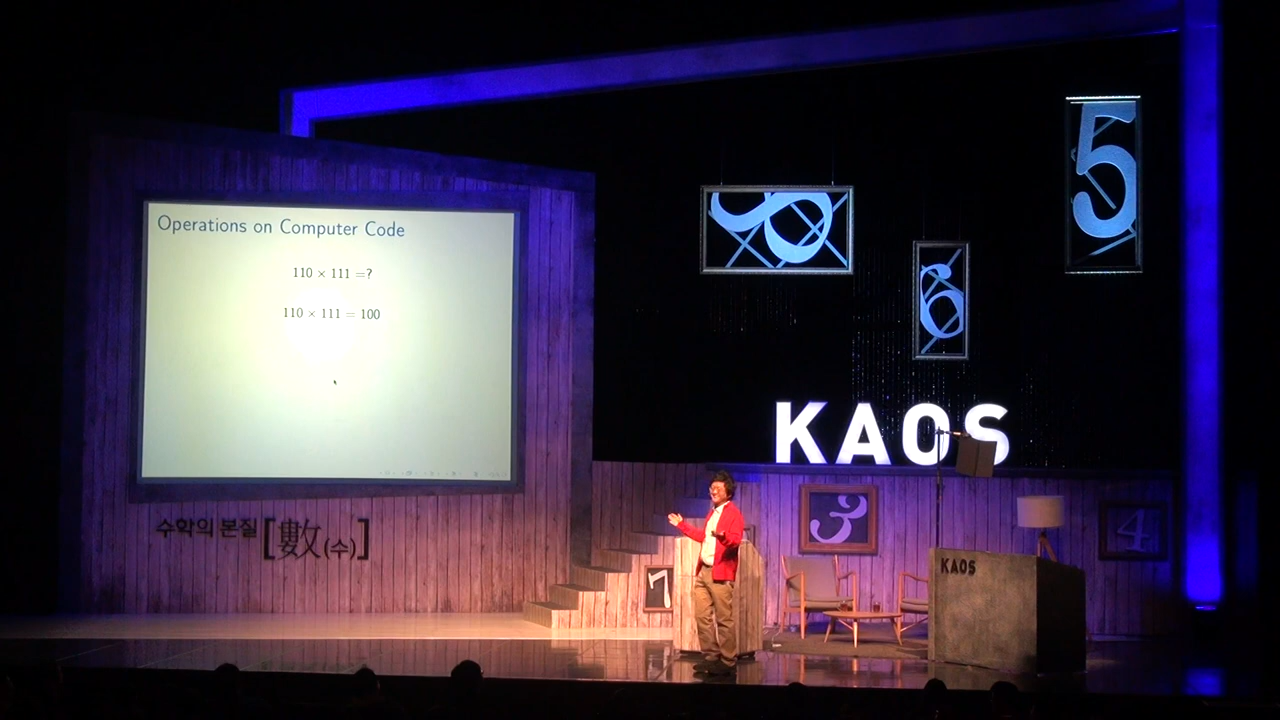 Operations on Computer Code
110 × 111 =?
110 × 111 = 100
수학의 본질 [數(수)]
8
5
6
KAOS
3
4
7
KAOS